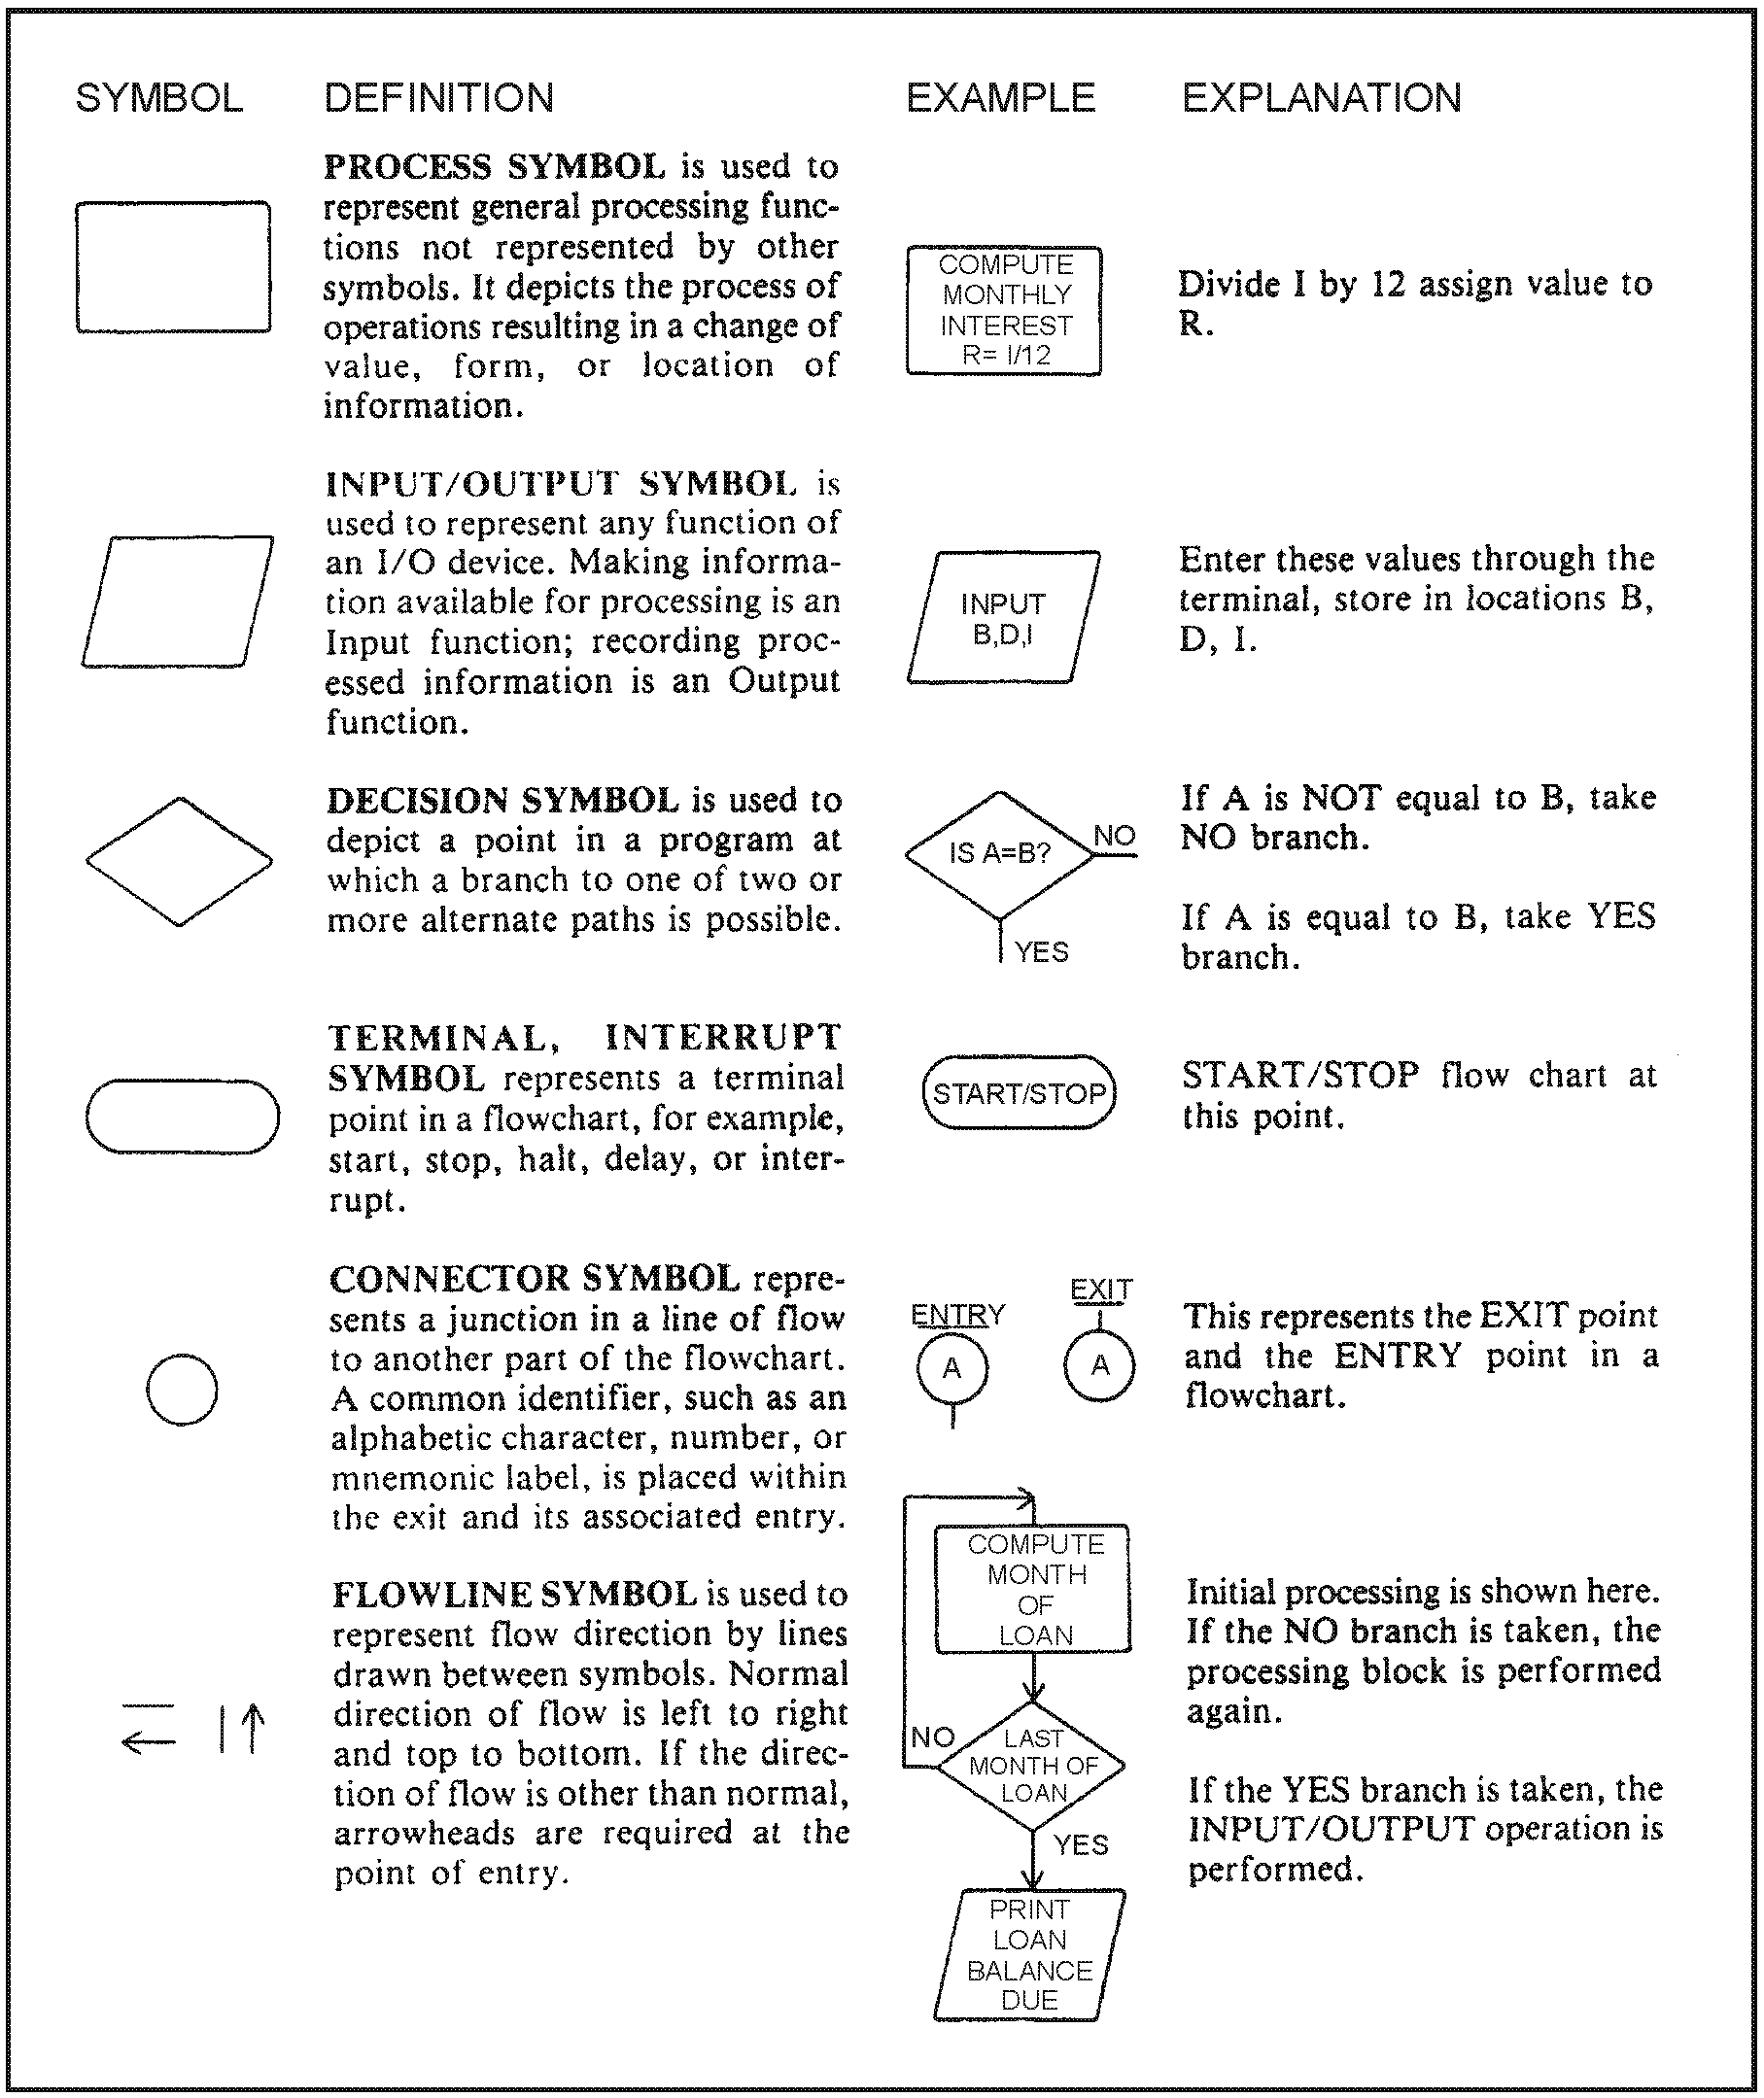 SYMBOL DEFINITION EXAMPLE EXPLANATION
PROCESS SYMBOL is used to
represent general processing func-
tions not represented by other
symbols. It depicts the process of
operations resulting in a change of
value, form, or location of
information.
COMPUTE
MONTHLY
INTEREST
R= I/12
Divide I by 12 assign value to
R.
INPUT/OUTPUT SYMBOL is
used to represent any function of
an I/O device. Making informa-
tion available for processing is an
Input function; recording proc-
essed information is an Output
function.
INPUT
B,D,I
Enter these values through the
terminal, store in locations B,
D, I.
DECISION SYMBOL is used to
depict a point in a program at
which a branch to one of two or
more alternate paths is possible.
IS A=B?
NO
YES
If A is NOT equal to B, take
NO branch.
If A is equal to B, take YES
branch.
TERMINAL, INTERRUPT
SYMBOL represents a terminal
point in a flowchart, for example,
start, stop, halt, delay, or inter-
rupt.
START/STOP
START/STOP flow chart at
this point.
CONNECTOR SYMBOL repre-
sents a junction in a line of flow
to another part of the flowchart.
A common identifier, such as an
alphabetic character, number, or
mnemonic label, is placed within
the exit and its associated entry.
ENTRY
A
EXIT
A
This represents the EXIT point
and the ENTRY point in a
flowchart.
FLOWLINE SYMBOL is used to
represent flow direction by lines
drawn between symbols. Normal
direction of flow is left to right
and top to bottom. If the direc-
tion of flow is other than normal,
arrowheads are required at the
point of entry.
COMPUTE
MONTH
OF
LOAN
NO
LAST
MONTH OF
LOAN
YES
PRINT
LOAN
BALANCE
DUE
Initial processing is shown here.
If the NO branch is taken, the
processing block is performed
again.
If the YES branch is taken, the
INPUT/OUTPUT operation is
performed.